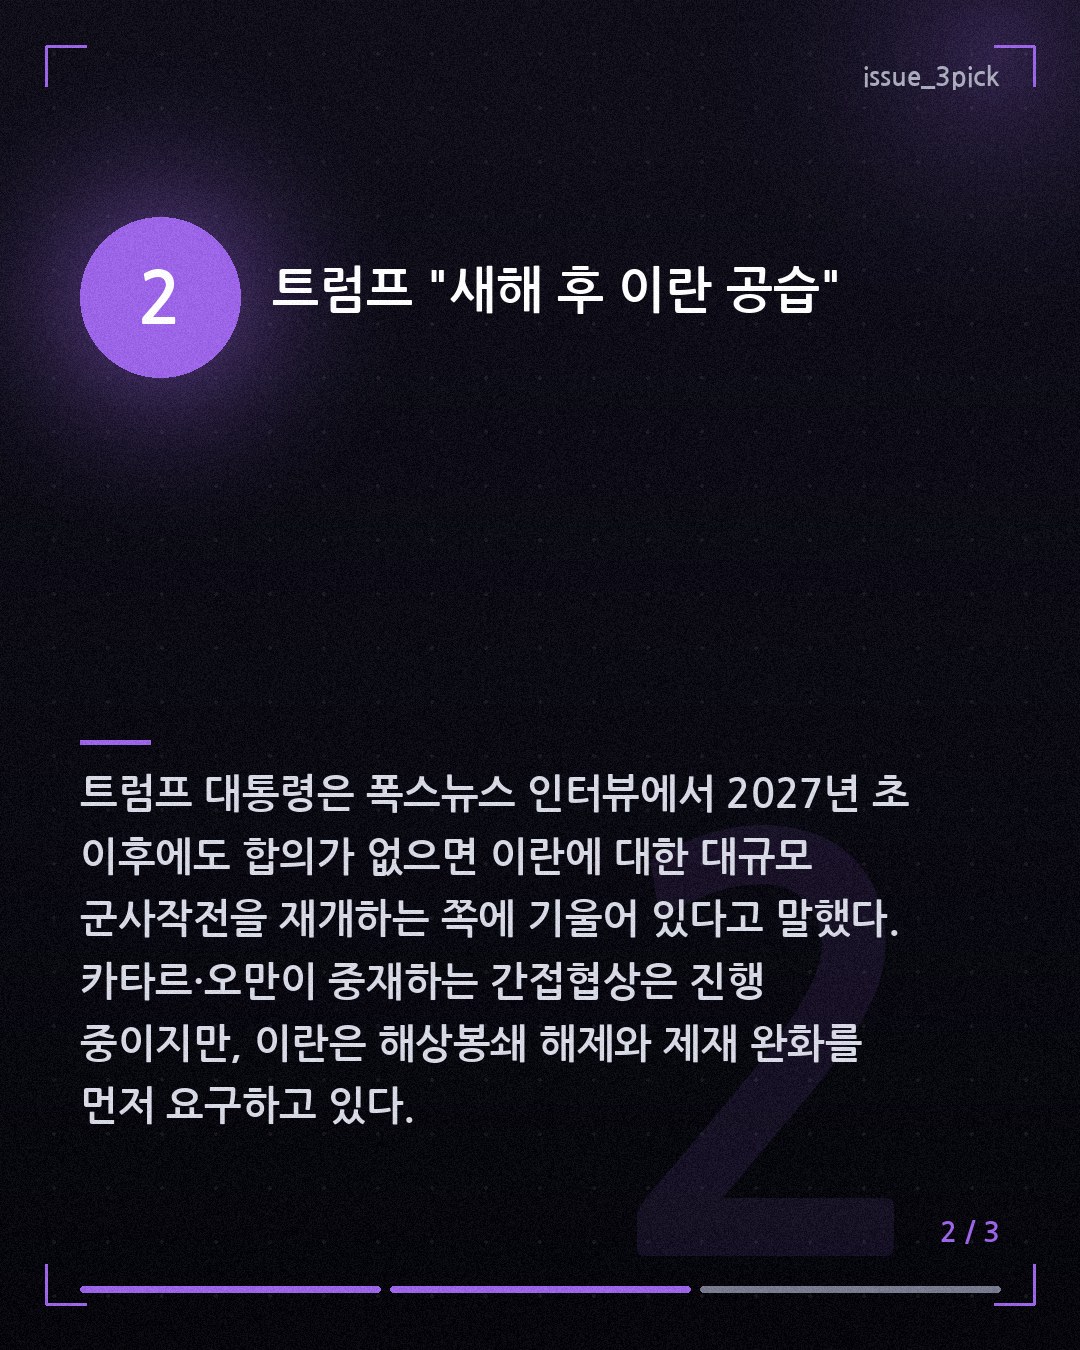 issue_3pick
2
트럼프 "새해 후 이란 공습"
트럼프 대통령은 폭스뉴스 인터뷰에서 2027년 초
이후에도 합의가 없으면 이란에 대한 대규모
군사작전을 재개하는 쪽에 기울어 있다고 말했다.
카타르·오만이 중재하는 간접협상은 진행
중이지만, 이란은 해상봉쇄 해제와 제재 완화를
먼저 요구하고 있다.
2
2 / 3